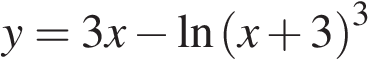 y = 3x − ln(x + 3)³